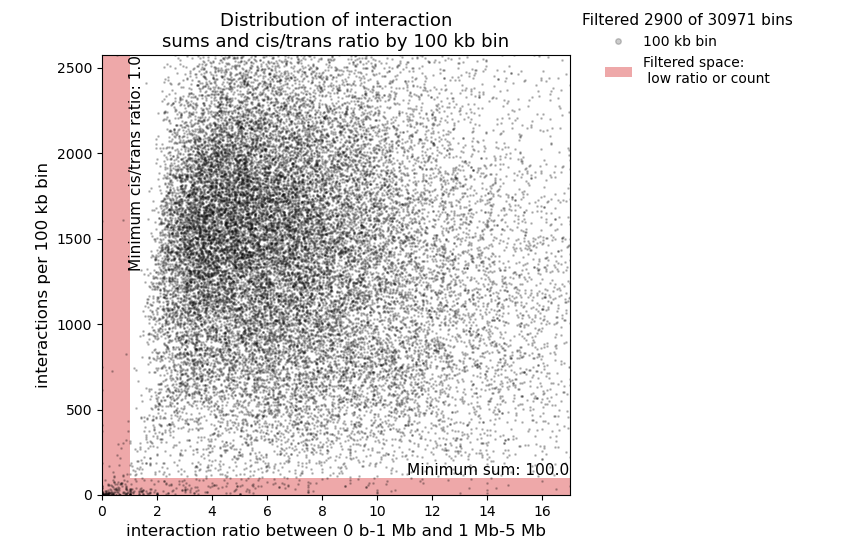 Distribution of interaction
sums and cis/trans ratio by 100 kb bin
Filtered 2900 of 30971 bins
100 kb bin
Filtered space:
low ratio or count
Minimum cis/trans ratio: 1.0
interactions per 100 kb bin
2500
2000
1500
1000
500
0
Minimum sum: 100.0
0 2 4 6 8 10 12 14 16
interaction ratio between 0 b-1 Mb and 1 Mb-5 Mb